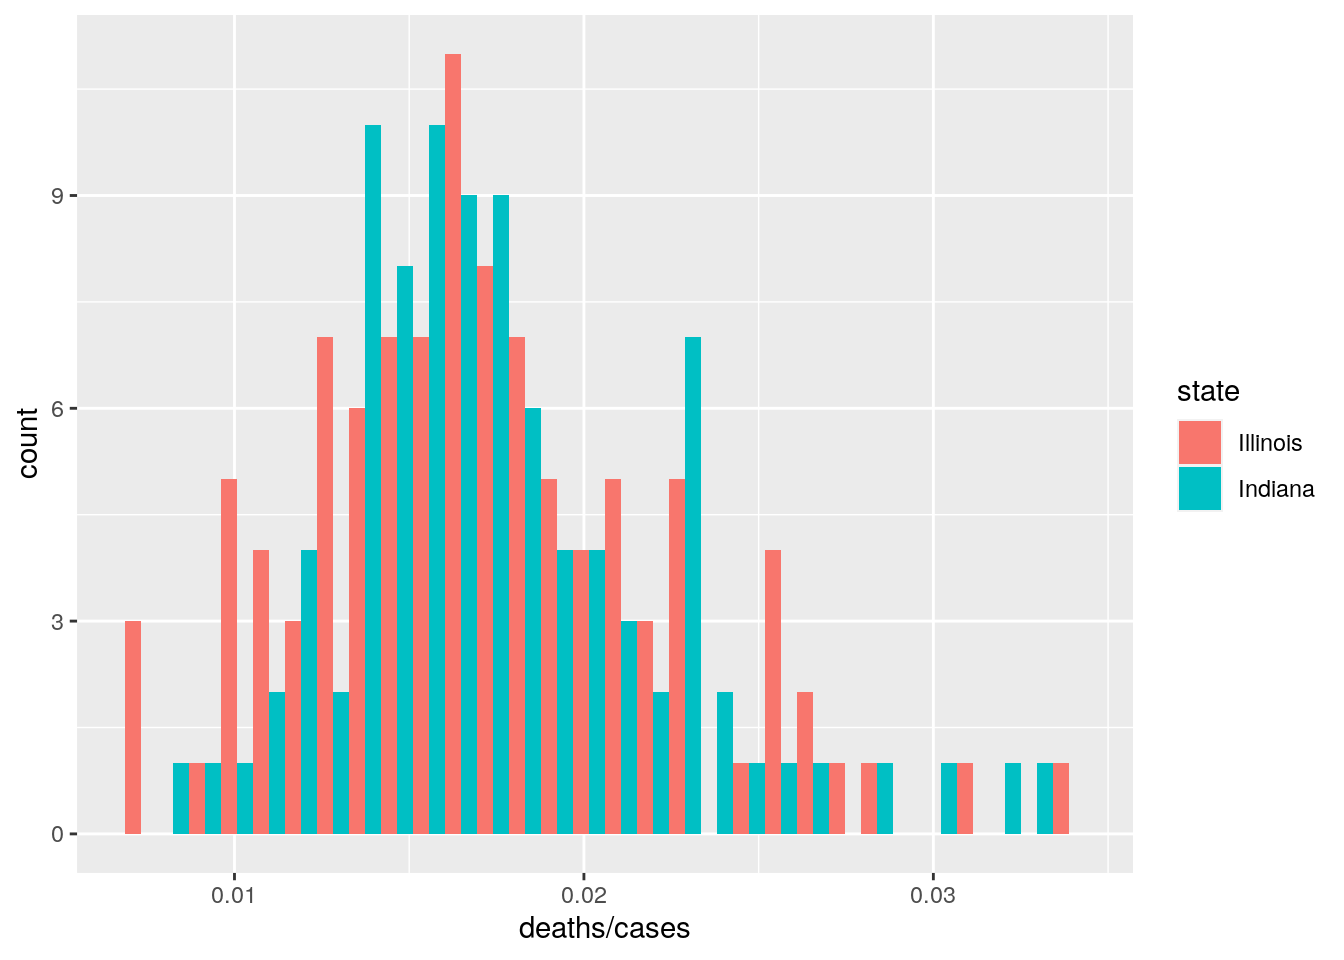 9
6
3
0
count
0.01
0.02
0.03
deaths/cases
state
Illinois
Indiana